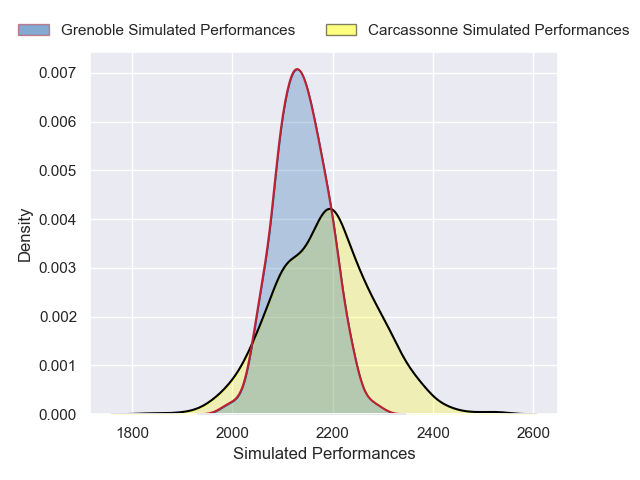 Grenoble Simulated Performances Carcassonne Simulated Performances
0.007
0.006
0.005
0.004
0.003
0.002
0.001
0.000
Density
1800 2000 2200 2400 2600
Simulated Performances